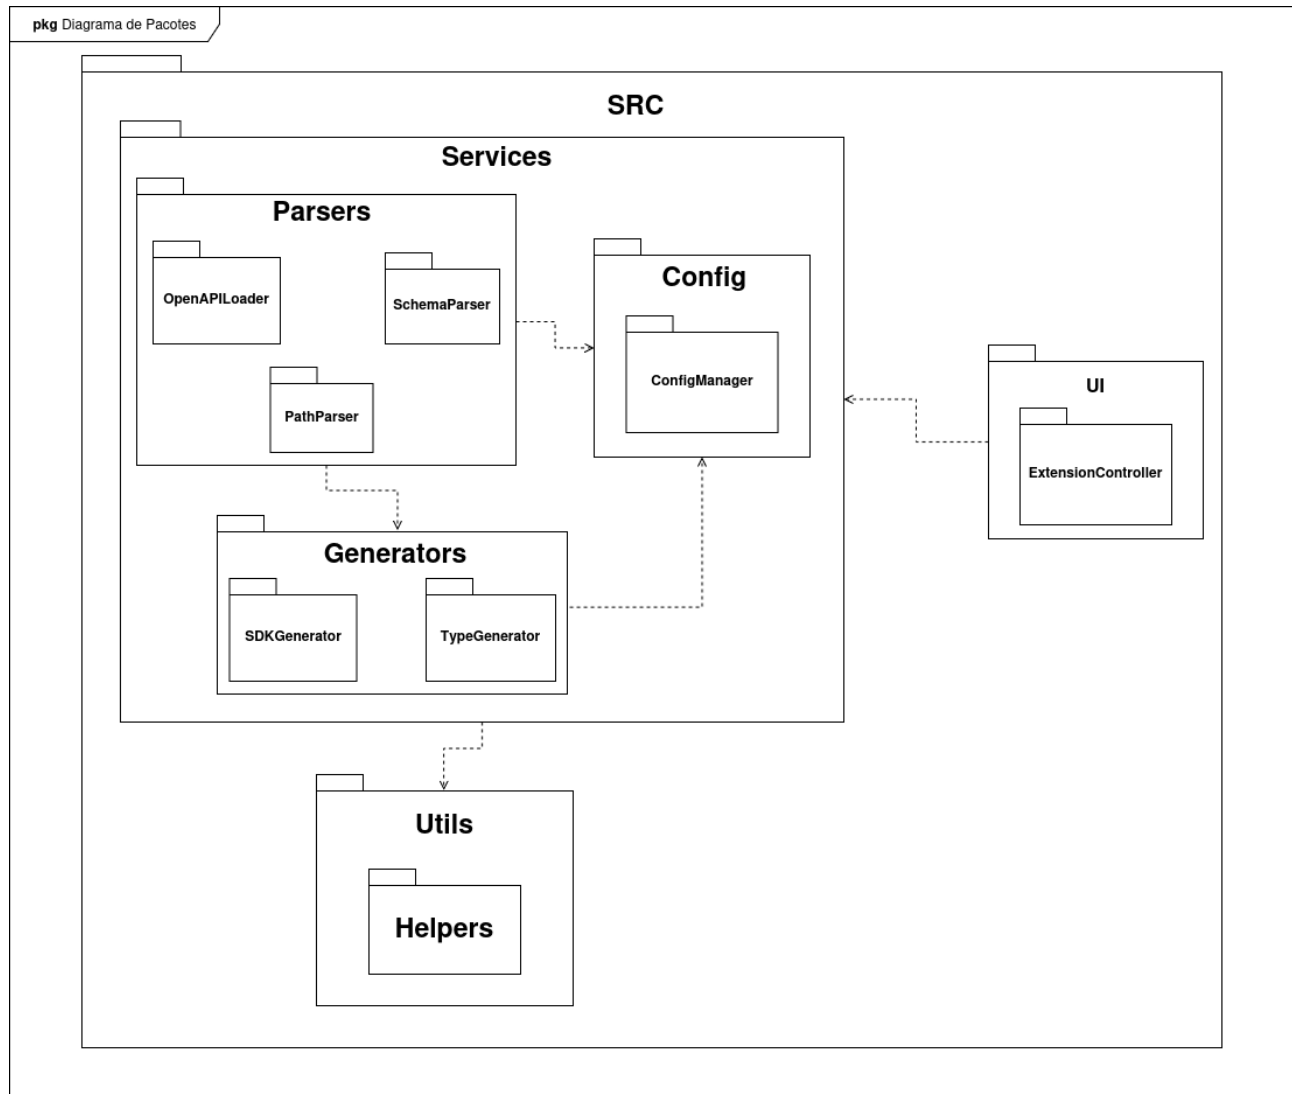 pkg Diagrama de Pacotes
SRC
Services
Parsers
OpenAPILoader
SchemaParser
PathParser
Config
ConfigManager
UI
ExtensionController
Generators
SDKGenerator
TypeGenerator
Utils
Helpers